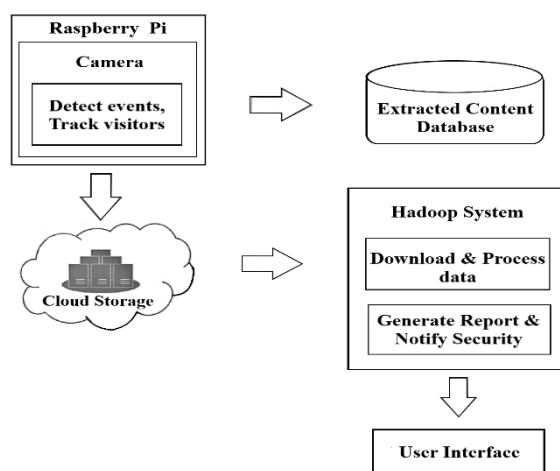 Raspberry Pi
Camera
Detect events,
Track visitors
Extracted Content
Database
Cloud Storage
Hadoop System
Download & Process
data
Generate Report &
Notify Security
User Interface